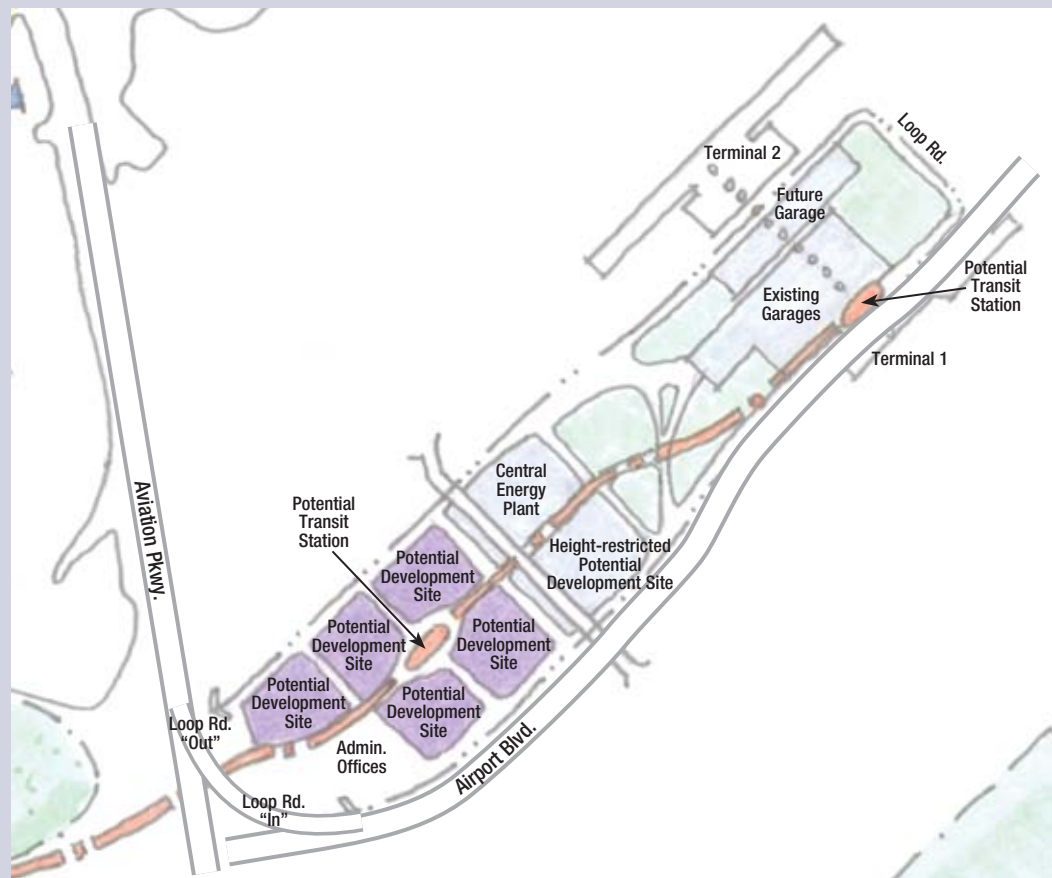 Loop Rd.
Terminal 2
Future
Garage
Potential
Transit
Station
Existing
Garages
Terminal 1
Aviation Pkwy.
Central
Energy
Plant
Potential
Transit
Station
Height-restricted
Potential
Development Site
Potential
Development
Site
Potential
Development
Site
Potential
Development
Site
Potential
Development
Site
Potential
Development
Site
Loop Rd.
“Out”
Admin.
Offices
Airport Blvd.
Loop Rd.
“In”